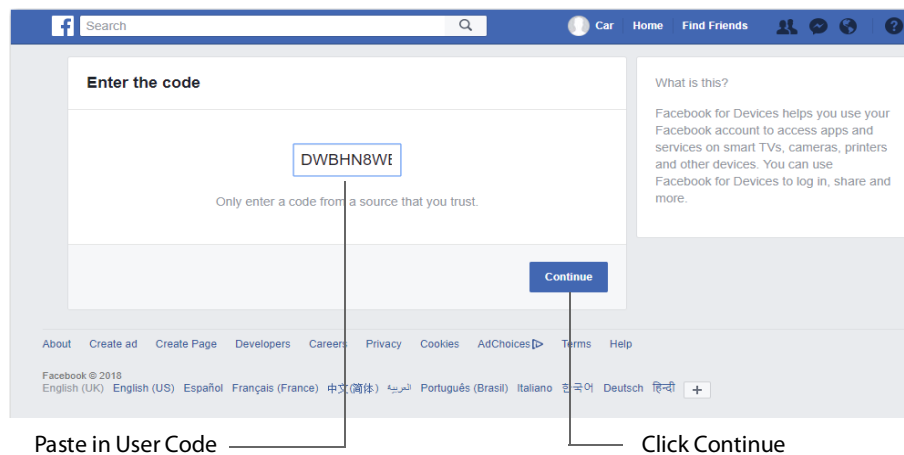 f Search Car Home Find Friends ?
Enter the code
What is this?
Facebook for Devices helps you use your
Facebook account to access apps and
services on smart TVs, cameras, printers
and other devices. You can use
Facebook for Devices to log in, share and
more.
DWBHN8WE
Only enter a code from a source that you trust.
Continue
About Create ad Create Page Developers Careers Privacy Cookies AdChoices Terms Help
Facebook © 2018
English (UK) English (US) Español Français (France) 中文(简体) العربية Português (Brasil) Italiano 한국어 Deutsch हिन्दी +
Paste in User Code Click Continue